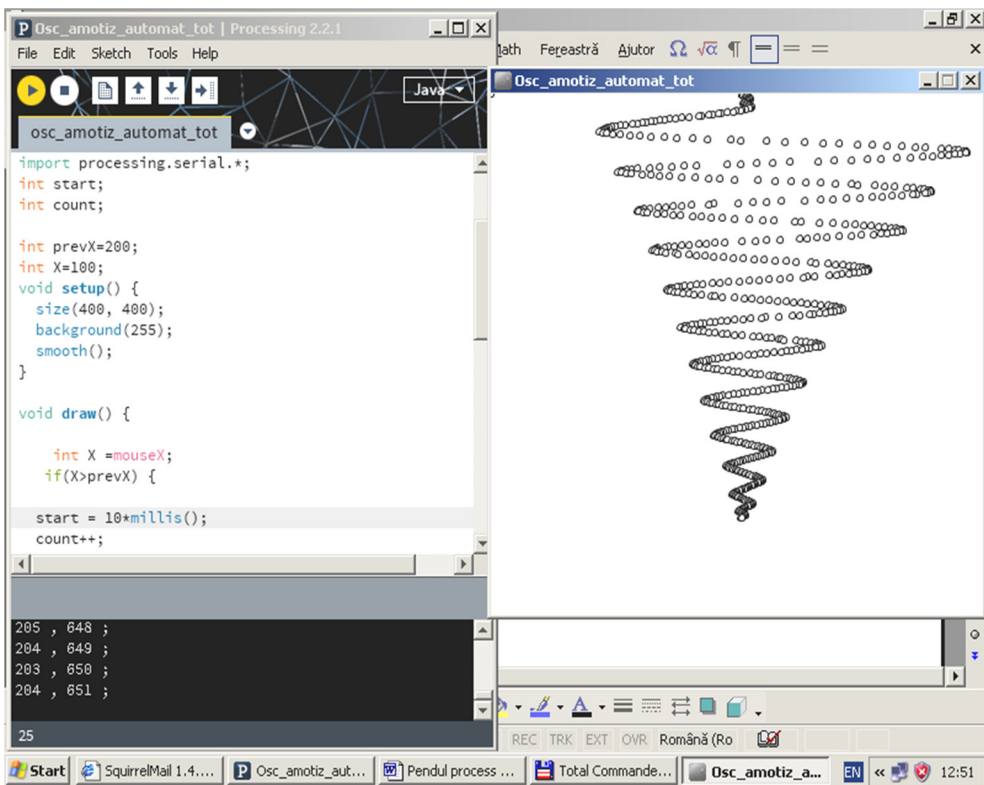 Osc_amotiz_automat_tot | Processing 2.2.1
File Edit Sketch Tools Help
Java
osc_amotiz_automat_tot
import processing.serial.*;
int start;
int count;
int prevX=200;
int X=100;
void setup() {
size(400, 400);
background(255);
smooth();
}
void draw() {
int X =mouseX;
if(X>prevX) {
start = 10*millis();
count++;
205 , 648 ;
204 , 649 ;
203 , 650 ;
204 , 651 ;
25
Fereastră Ajutor Ω √α ¶
Osc_amotiz_automat_tot
A
REC TRK EXT OVR Română (Ro
Start SquirrelMail 1.4.... Osc_amotiz_aut... Pendul process ... Total Commande... Osc_amotiz_a... EN « 12:51